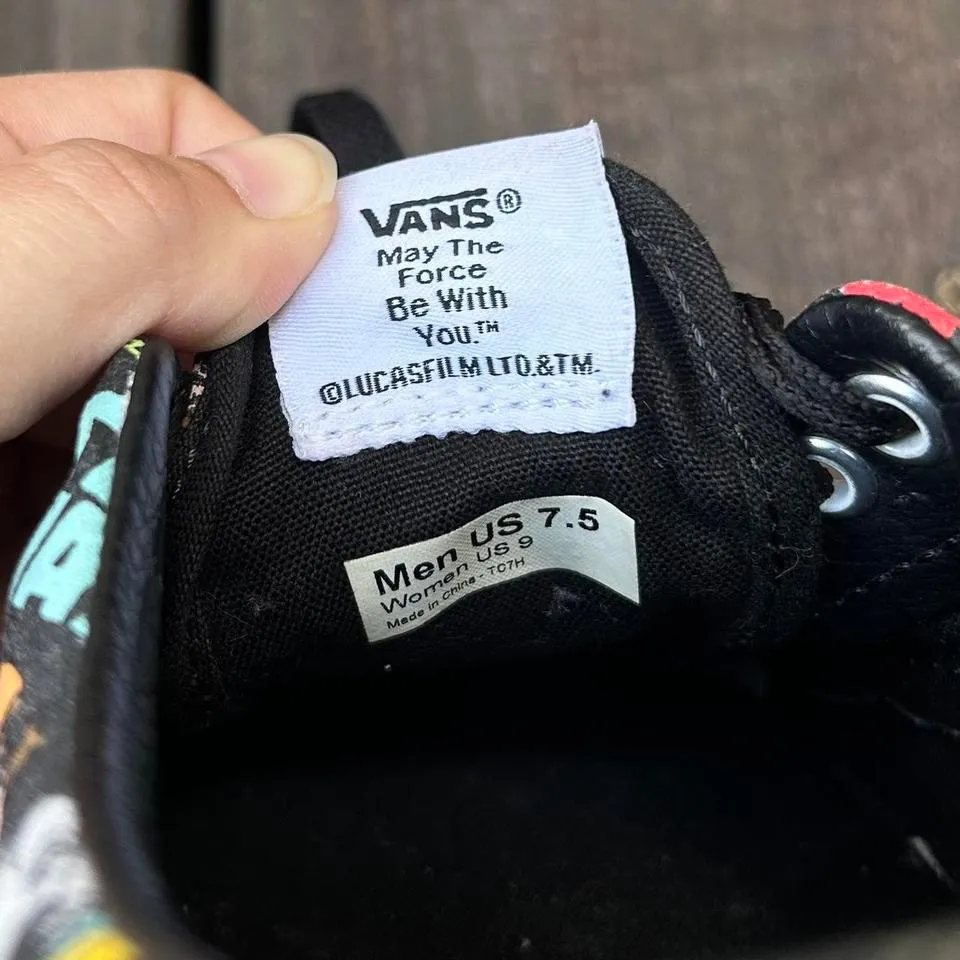 VANS®
May The
Force
Be With
You.™
©LUCASFILM LTD.&TM.
Men US 7.5
Women US 9
Made in China - TC7H